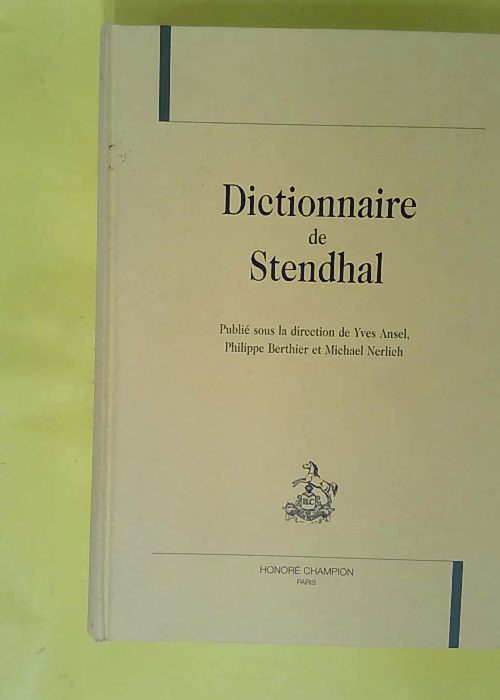 Dictionnaire
de
Stendhal
Publié sous la direction de Yves Ansel,
Philippe Berthier et Michael Nerlich
H.C
HONORÉ CHAMPION
PARIS